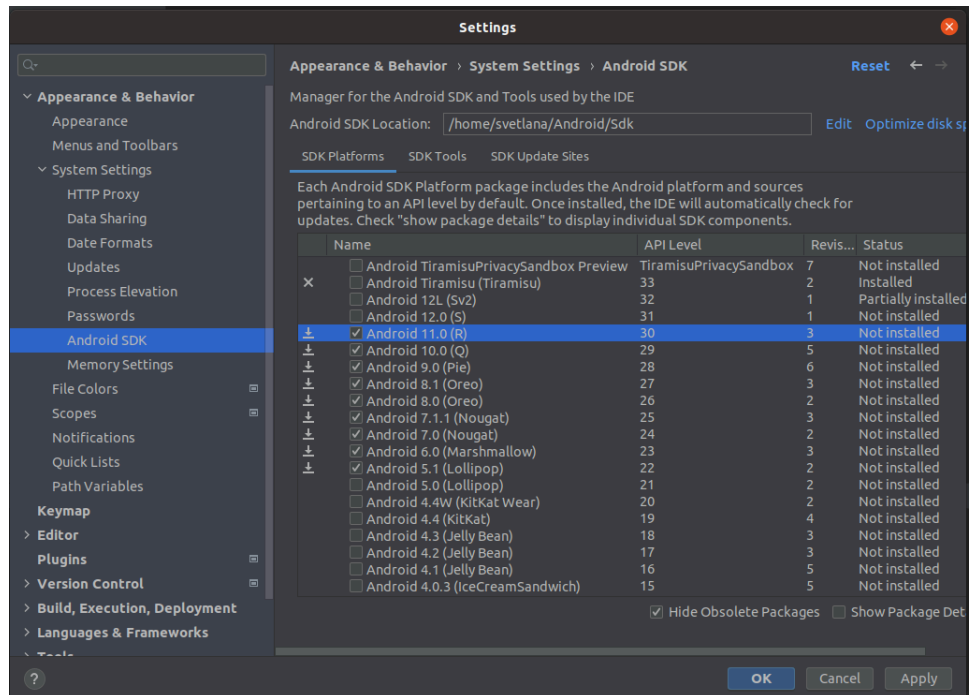 Settings
Appearance & Behavior › System Settings › Android SDK Reset
Manager for the Android SDK and Tools used by the IDE
Android SDK Location: /home/svetlana/Android/Sdk Edit Optimize disk sp
SDK Platforms SDK Tools SDK Update Sites
Each Android SDK Platform package includes the Android platform and sources
pertaining to an API level by default. Once installed, the IDE will automatically check for
updates. Check "show package details" to display individual SDK components.
Name API Level Revis... Status
Android TiramisuPrivacySandbox Preview TiramisuPrivacySandbox 7 Not installed
Android Tiramisu (Tiramisu) 33 2 Installed
Android 12L (Sv2) 32 1 Partially installed
Android 12.0 (S) 31 1 Not installed
Android 11.0 (R) 30 3 Not installed
Android 10.0 (Q) 29 5 Not installed
Android 9.0 (Pie) 28 6 Not installed
Android 8.1 (Oreo) 27 3 Not installed
Android 8.0 (Oreo) 26 2 Not installed
Android 7.1.1 (Nougat) 25 3 Not installed
Android 7.0 (Nougat) 24 2 Not installed
Android 6.0 (Marshmallow) 23 3 Not installed
Android 5.1 (Lollipop) 22 2 Not installed
Android 5.0 (Lollipop) 21 2 Not installed
Android 4.4W (KitKat Wear) 20 2 Not installed
Android 4.4 (KitKat) 19 4 Not installed
Android 4.3 (Jelly Bean) 18 3 Not installed
Android 4.2 (Jelly Bean) 17 3 Not installed
Android 4.1 (Jelly Bean) 16 5 Not installed
Android 4.0.3 (IceCreamSandwich) 15 5 Not installed
Hide Obsolete Packages Show Package Det
Appearance & Behavior
Appearance
Menus and Toolbars
System Settings
HTTP Proxy
Data Sharing
Date Formats
Updates
Process Elevation
Passwords
Android SDK
Memory Settings
File Colors
Scopes
Notifications
Quick Lists
Path Variables
Keymap
Editor
Plugins
Version Control
Build, Execution, Deployment
Languages & Frameworks
Tools
? OK Cancel Apply